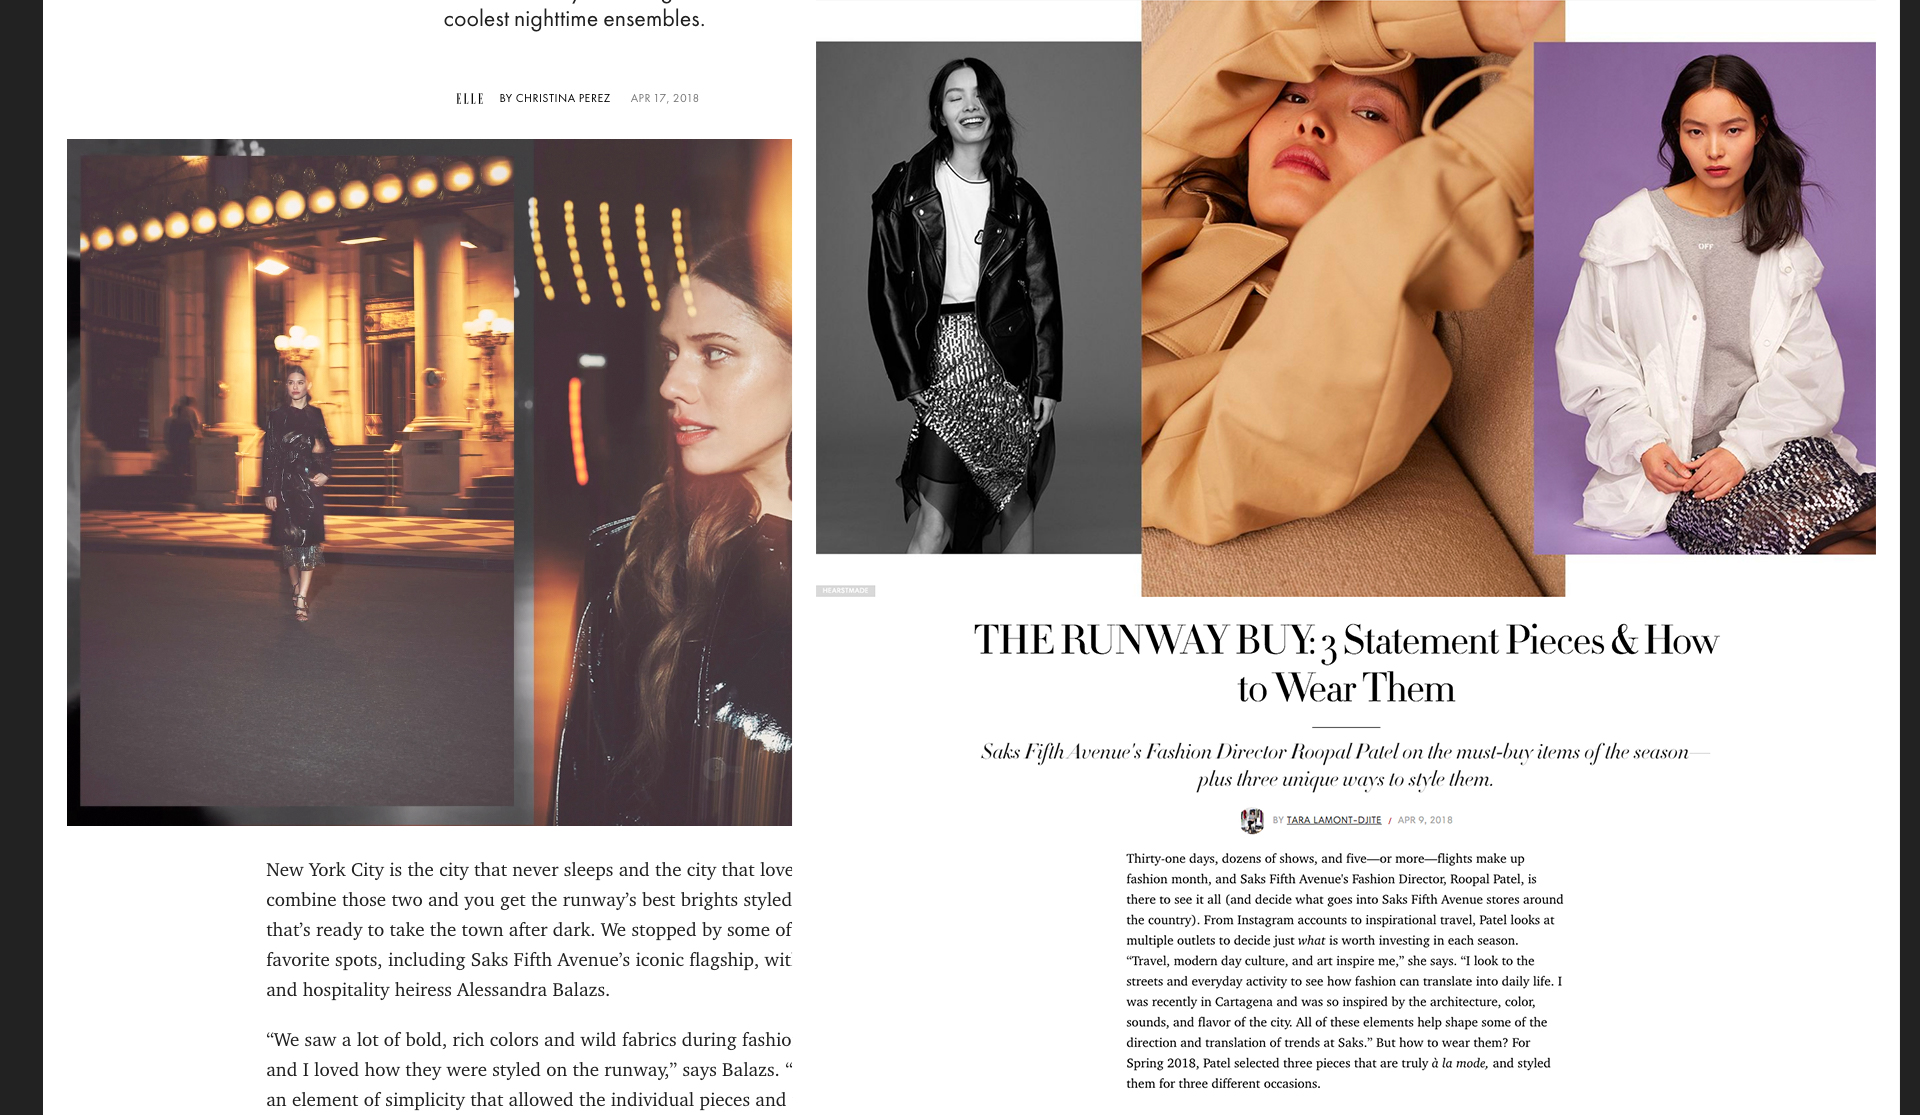 coolest nighttime ensembles.
ELLE BY CHRISTINA PEREZ APR 17, 2018
New York City is the city that never sleeps and the city that love
combine those two and you get the runway’s best brights styled
that’s ready to take the town after dark. We stopped by some of
favorite spots, including Saks Fifth Avenue’s iconic flagship, wit
and hospitality heiress Alessandra Balazs.
“We saw a lot of bold, rich colors and wild fabrics during fashio
and I loved how they were styled on the runway,” says Balazs. “
an element of simplicity that allowed the individual pieces and
OFF
HEARSTMADE
THE RUNWAY BUY: 3 Statement Pieces & How
to Wear Them
Saks Fifth Avenue's Fashion Director Roopal Patel on the must-buy items of the season—
plus three unique ways to style them.
BY TARA LAMONT-DJITE / APR 9, 2018
Thirty-one days, dozens of shows, and five—or more—flights make up
fashion month, and Saks Fifth Avenue's Fashion Director, Roopal Patel, is
there to see it all (and decide what goes into Saks Fifth Avenue stores around
the country). From Instagram accounts to inspirational travel, Patel looks at
multiple outlets to decide just what is worth investing in each season.
“Travel, modern day culture, and art inspire me,” she says. “I look to the
streets and everyday activity to see how fashion can translate into daily life. I
was recently in Cartagena and was so inspired by the architecture, color,
sounds, and flavor of the city. All of these elements help shape some of the
direction and translation of trends at Saks.” But how to wear them? For
Spring 2018, Patel selected three pieces that are truly à la mode, and styled
them for three different occasions.